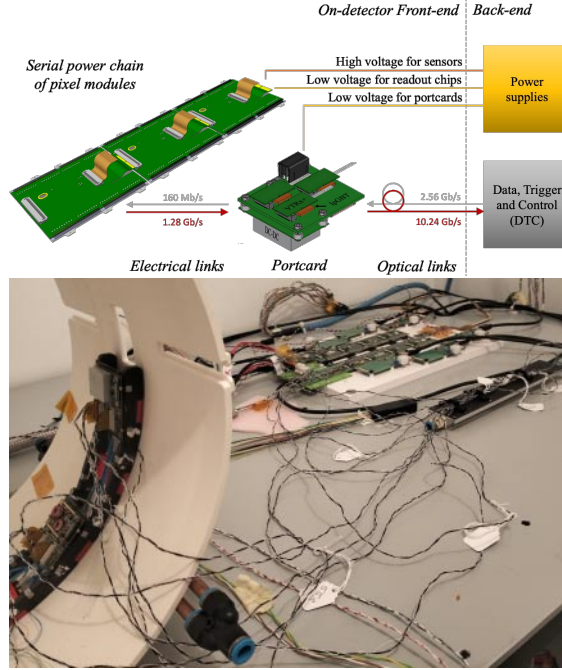 On-detector Front-end
Back-end
Serial power chain
of pixel modules
High voltage for sensors
Low voltage for readout chips
Low voltage for portcards
Power
supplies
160 Mb/s
1.28 Gb/s
VTRx+
lpGBT
DC-DC
2.56 Gb/s
10.24 Gb/s
Data, Trigger
and Control
(DTC)
Electrical links
Portcard
Optical links